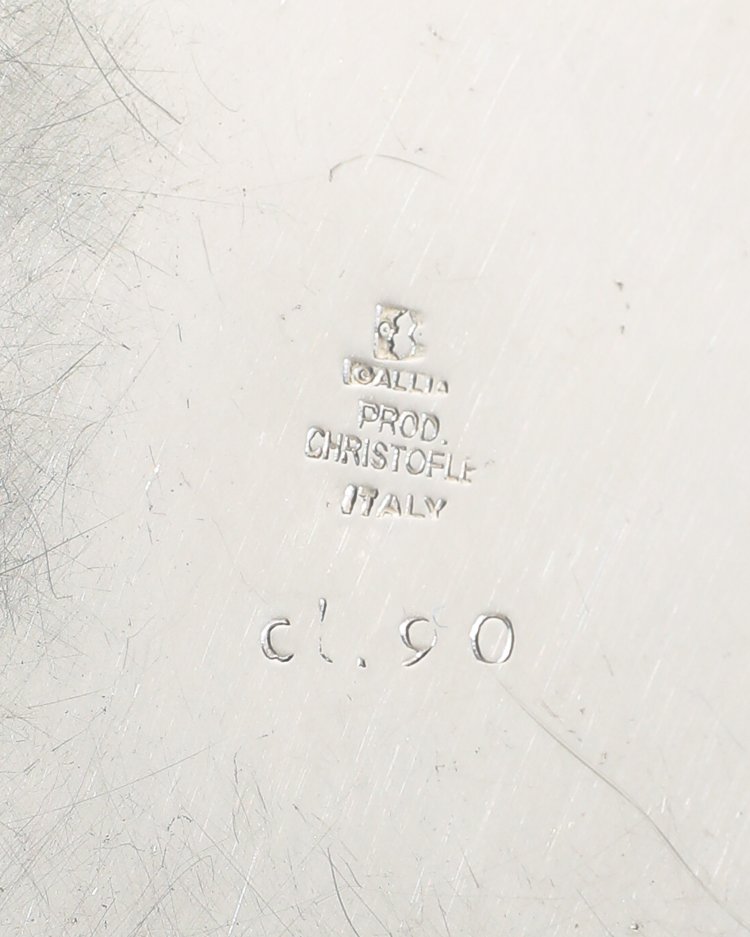 GALLIA
PROD.
CHRISTOFLE
ITALY
cl. 90